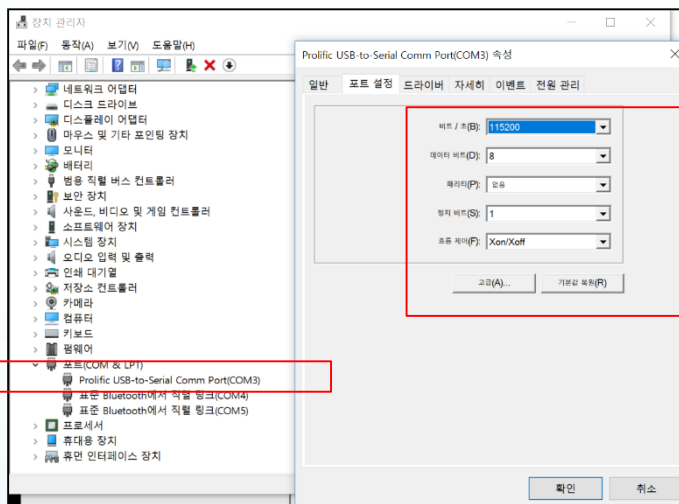 장치 관리자
파일(F) 동작(A) 보기(V) 도움말(H)
네트워크 어댑터
디스크 드라이브
디스플레이 어댑터
마우스 및 기타 포인팅 장치
모니터
배터리
범용 직렬 버스 컨트롤러
보안 장치
사운드, 비디오 및 게임 컨트롤러
소프트웨어 장치
시스템 장치
오디오 입력 및 출력
인쇄 대기열
저장소 컨트롤러
카메라
컴퓨터
키보드
펌웨어
포트(COM & LPT)
Prolific USB-to-Serial Comm Port(COM3)
표준 Bluetooth에서 직렬 링크(COM4)
표준 Bluetooth에서 직렬 링크(COM5)
프로세서
휴대용 장치
휴먼 인터페이스 장치
Prolific USB-to-Serial Comm Port(COM3) 속성
일반 포트 설정 드라이버 자세히 이벤트 전원 관리
비트 / 초(B): 115200
데이터 비트(D): 8
패리티(P): 없음
정지 비트(S): 1
흐름 제어(F): Xon/Xoff
고급(A)... 기본값 복원(R)
확인 취소